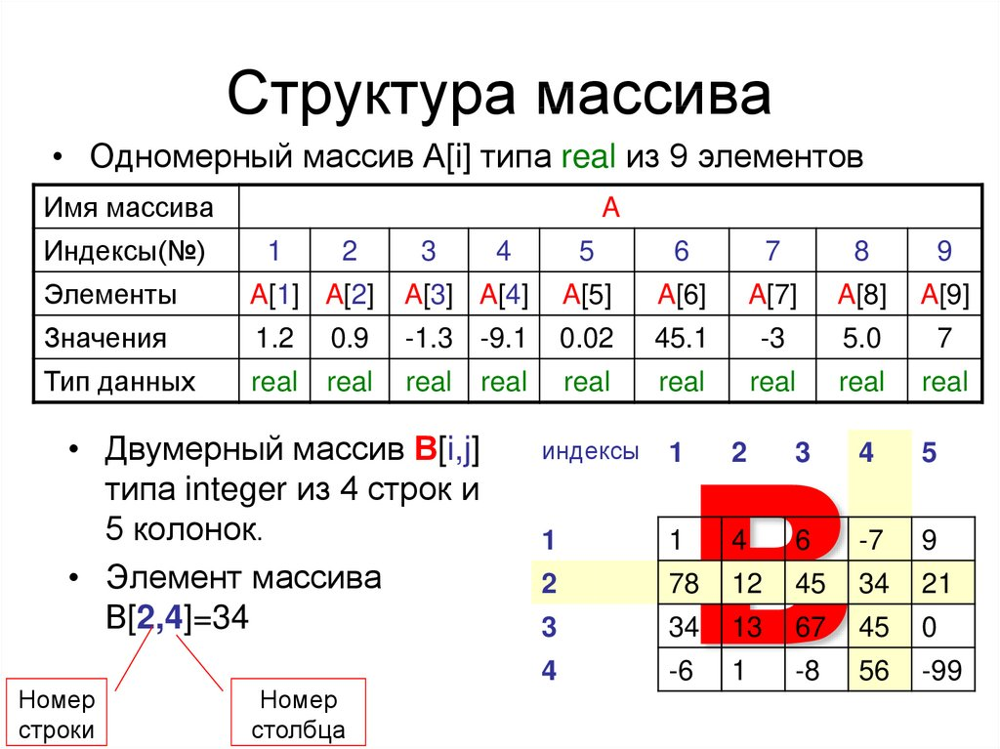 Структура массива
• Одномерный массив A[i] типа real из 9 элементов
Имя массива A
Индексы(№) 1 2 3 4 5 6 7 8 9
Элементы A[1] A[2] A[3] A[4] A[5] A[6] A[7] A[8] A[9]
Значения 1.2 0.9 -1.3 -9.1 0.02 45.1 -3 5.0 7
Тип данных real real real real real real real real real
• Двумерный массив B[i,j]
типа integer из 4 строк и
5 колонок.
• Элемент массива
B[2,4]=34
Номер
строки
Номер
столбца
индексы 1 2 3 4 5
B
1 1 4 6 -7 9
2 78 12 45 34 21
3 34 13 67 45 0
4 -6 1 -8 56 -99